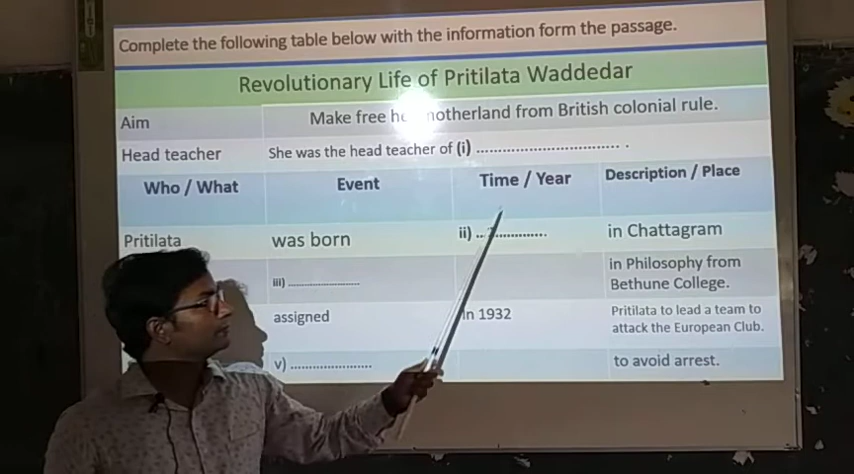 Complete the following table below with the information form the passage.
Revolutionary Life of Pritilata Waddedar
Aim Make free motherland from British colonial rule.
Head teacher She was the head teacher of (i) ................................ .
Who / What Event Time / Year Description / Place
Pritilata was born ii) ................ in Chattagram
iii) ........................ in Philosophy from
Bethune College.
assigned In 1932 Pritilata to lead a team to
attack the European Club.
v) ..................... to avoid arrest.